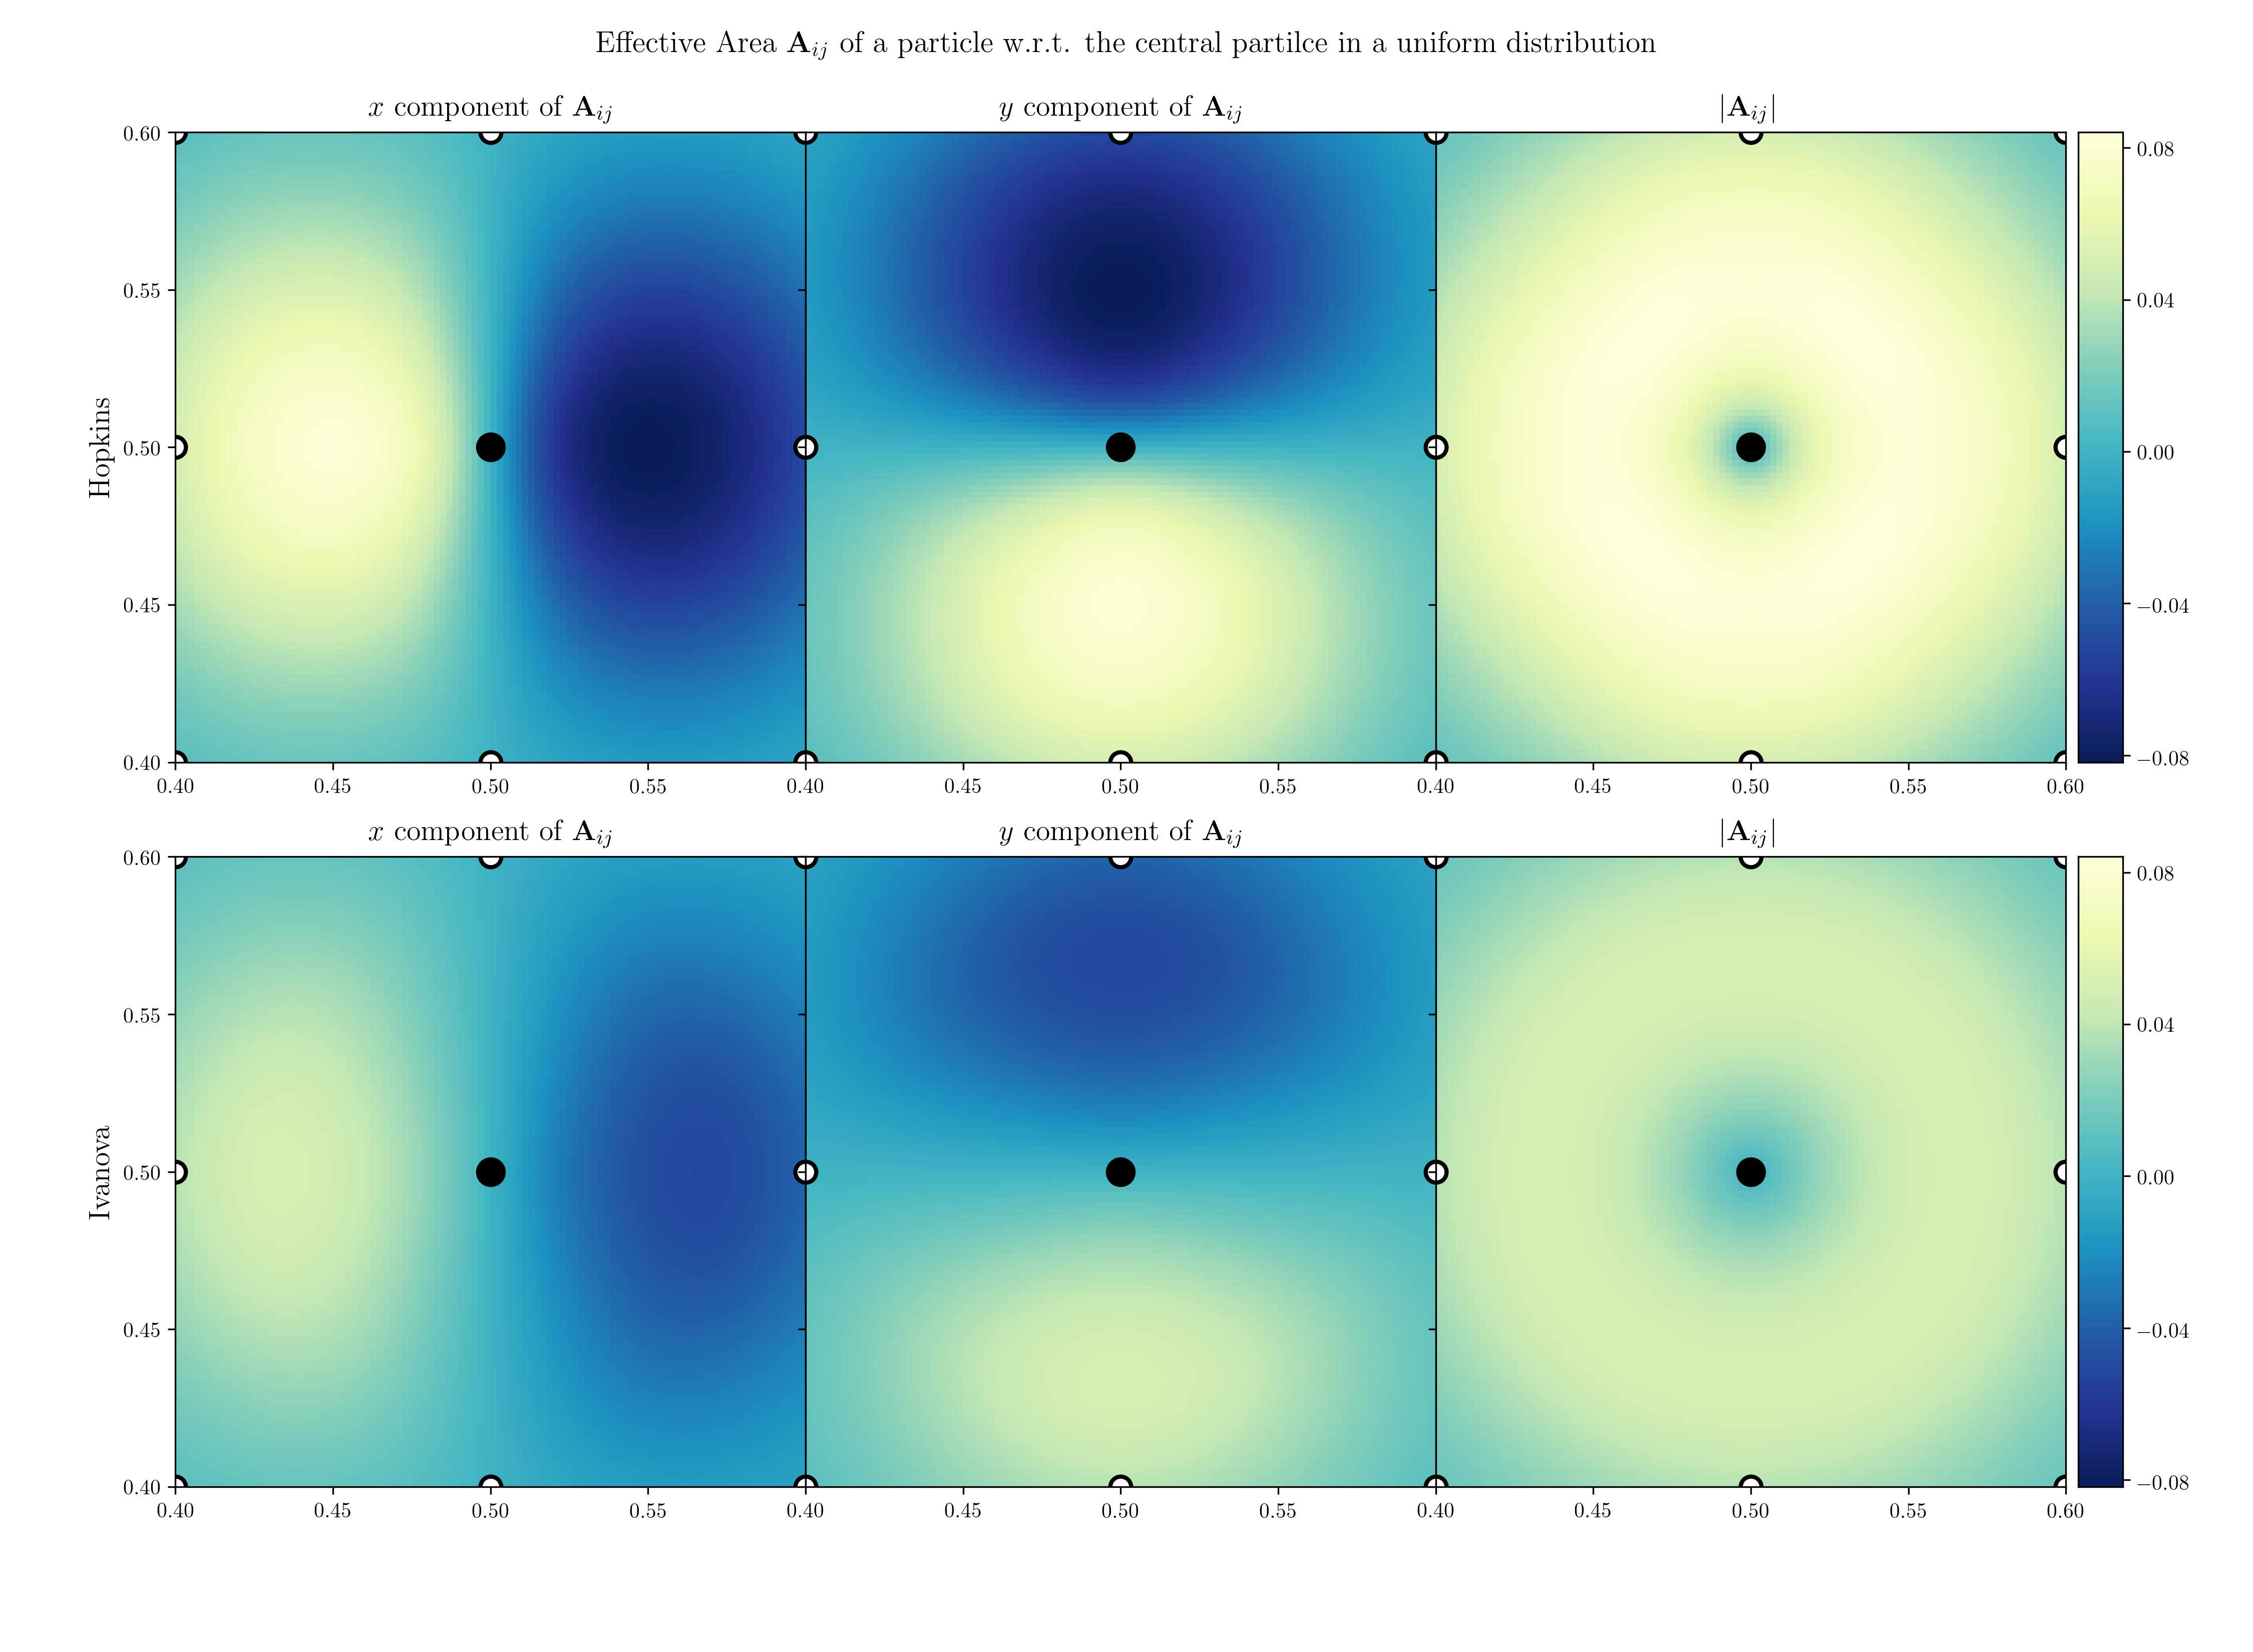 Effective Area A_ij of a particle w.r.t. the central partilce in a uniform distribution
x component of A_ij
y component of A_ij
|A_ij|
Hopkins
0.60
0.55
0.50
0.45
0.40
0.40 0.45 0.50 0.55 0.40 0.45 0.50 0.55 0.40 0.45 0.50 0.55 0.60
0.08
0.04
0.00
−0.04
−0.08
x component of A_ij
y component of A_ij
|A_ij|
Ivanova
0.60
0.55
0.50
0.45
0.40
0.40 0.45 0.50 0.55 0.40 0.45 0.50 0.55 0.40 0.45 0.50 0.55 0.60
0.08
0.04
0.00
−0.04
−0.08